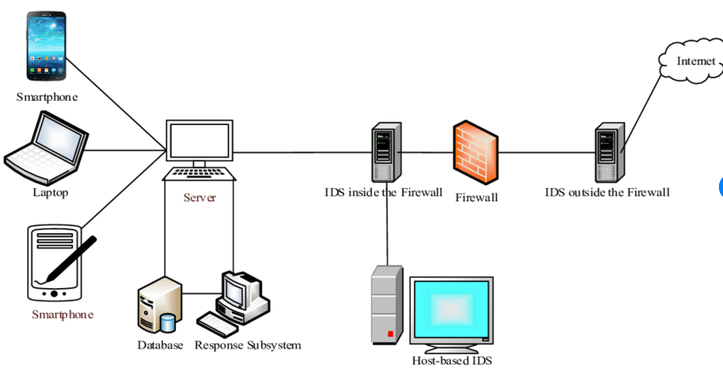 Internet
Smartphone
Laptop
Server
IDS inside the Firewall
Firewall
IDS outside the Firewall
Smartphone
Database
Response Subsystem
Host-based IDS